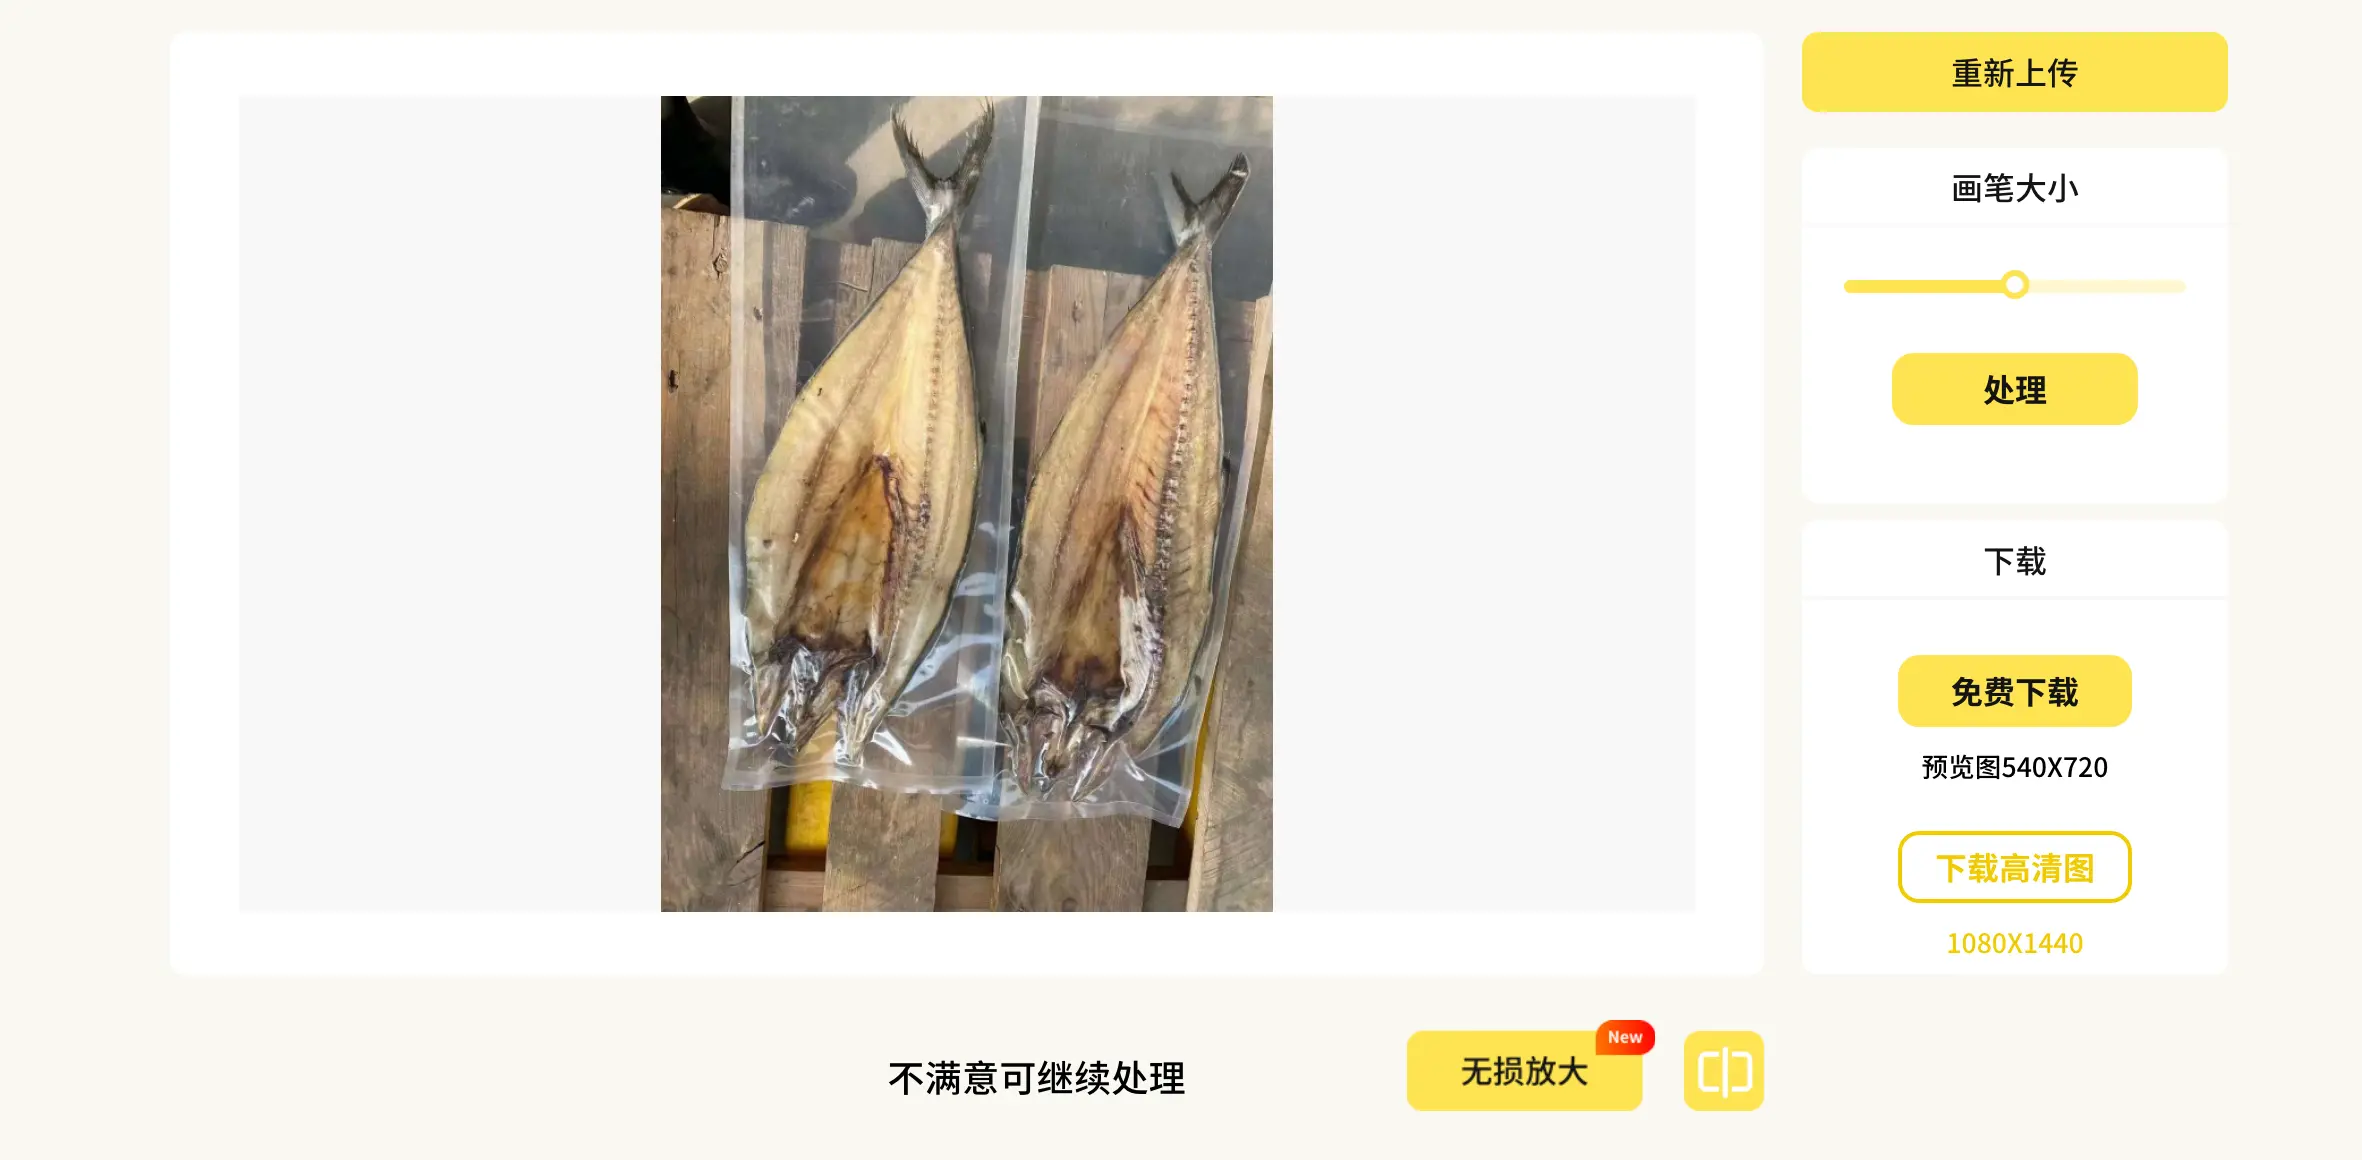 重新上传
画笔大小
处理
下载
免费下载
预览图540X720
下载高清图
1080X1440
不满意可继续处理
无损放大
New